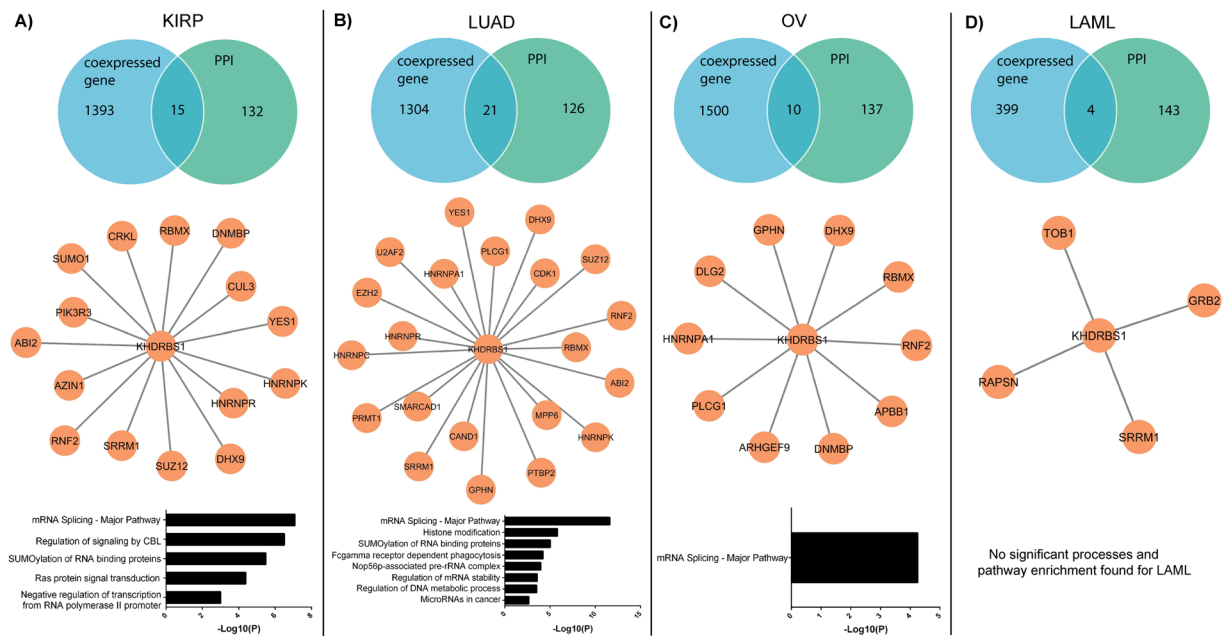 A)
KIRP
coexpressed
gene
PPI
1393
15
132
CRKL
RBMX
DNMBP
SUMO1
CUL3
PIK3R3
YES1
ABI2
KHDRBS1
AZIN1
HNRNPK
HNRNPR
RNF2
SRRM1
SUZ12
DHX9
mRNA Splicing - Major Pathway
Regulation of signaling by CBL
SUMOylation of RNA binding proteins
Ras protein signal transduction
Negative regulation of transcription
from RNA polymerase II promoter
0 2 4 6 8
-Log10(P)
B)
LUAD
coexpressed
gene
PPI
1304
21
126
YES1
DHX9
U2AF2
PLCG1
SUZ12
HNRNPA1
CDK1
EZH2
RNF2
HNRNPR
RBMX
HNRNPC
KHDRBS1
ABI2
PRMT1
SMARCAD1
MPP6
CAND1
HNRNPK
SRRM1
PTBP2
GPHN
mRNA Splicing - Major Pathway
Histone modification
SUMOylation of RNA binding proteins
Fcgamma receptor dependent phagocytosis
Nop56p-associated pre-rRNA complex
Regulation of mRNA stability
Regulation of DNA metabolic process
MicroRNAs in cancer
0 5 10 15
-Log10(P)
C)
OV
coexpressed
gene
PPI
1500
10
137
GPHN
DHX9
DLG2
RBMX
HNRNPA1
KHDRBS1
RNF2
PLCG1
APBB1
ARHGEF9
DNMBP
mRNA Splicing - Major Pathway
0 1 2 3 4 5
-Log10(P)
D)
LAML
coexpressed
gene
PPI
399
4
143
TOB1
GRB2
KHDRBS1
RAPSN
SRRM1
No significant processes and
pathway enrichment found for LAML